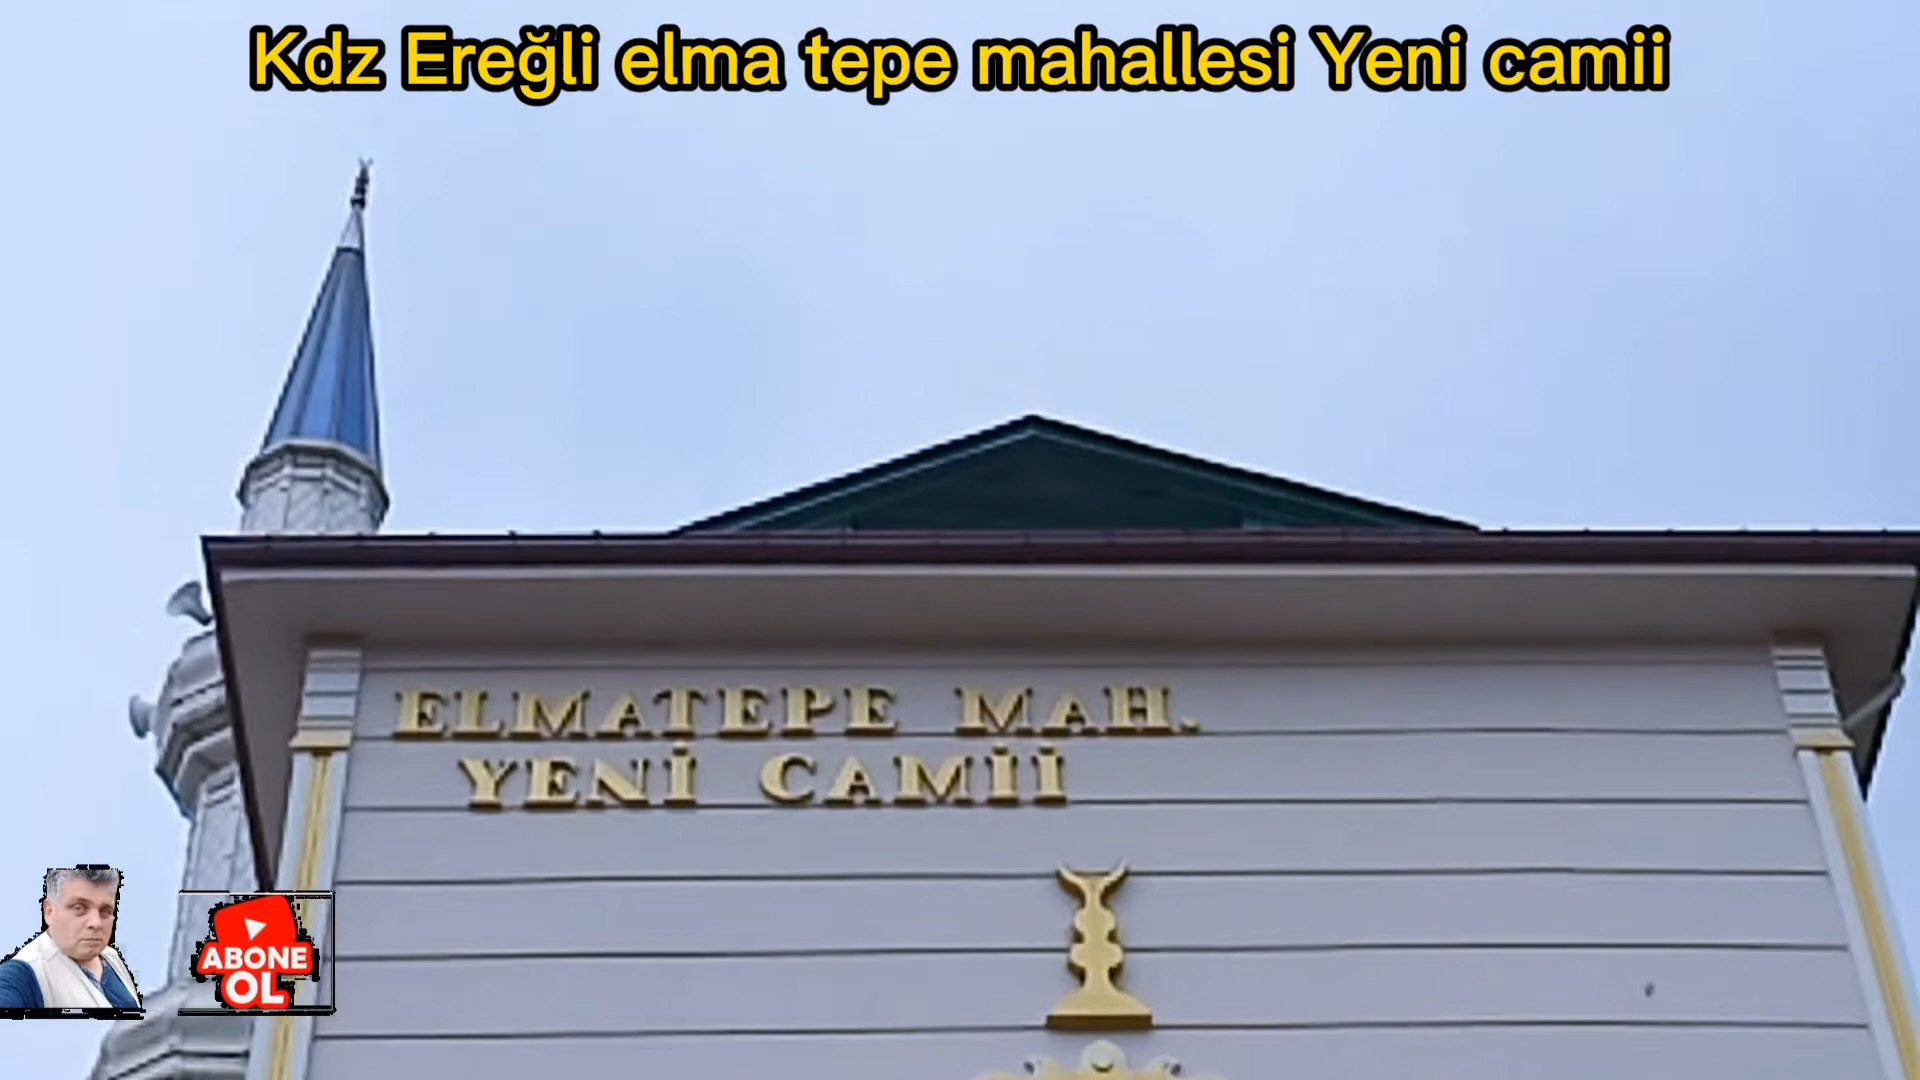 Kdz Ereğli elma tepe mahallesi Yeni camii
ELMATEPE MAH.
YENİ CAMİİ
ABONE
OL